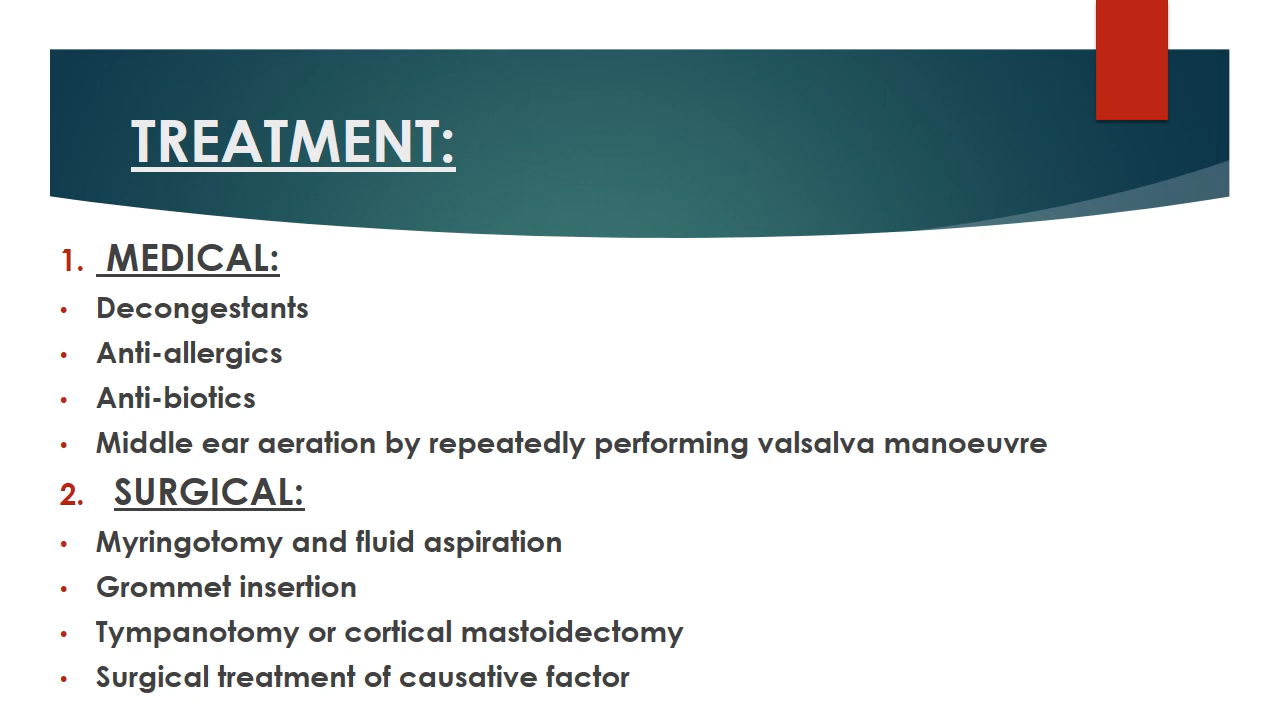 TREATMENT:
1. MEDICAL:
• Decongestants
• Anti-allergics
• Anti-biotics
• Middle ear aeration by repeatedly performing valsalva manoeuvre
2. SURGICAL:
• Myringotomy and fluid aspiration
• Grommet insertion
• Tympanotomy or cortical mastoidectomy
• Surgical treatment of causative factor